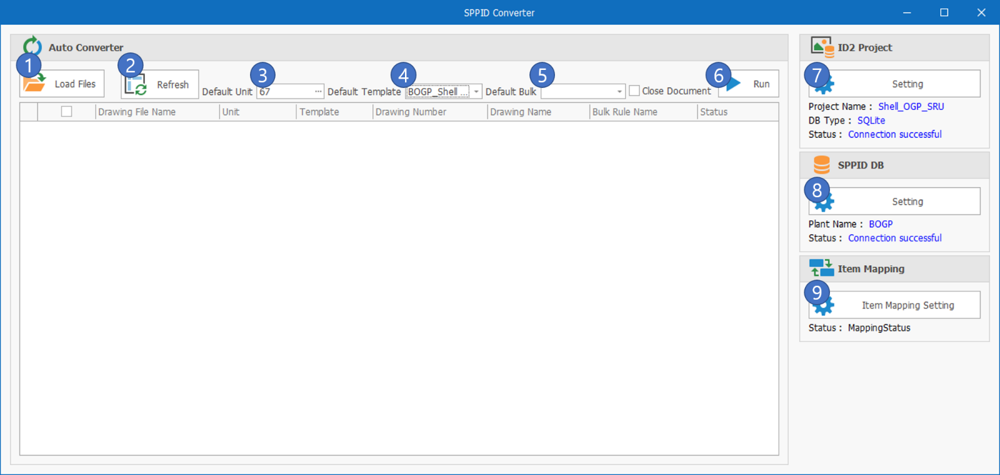 SPPID Converter
Auto Converter
1
Load Files
2
Refresh
3
Default Unit 67 ...
4
Default Template BOGP_Shell ...
5
Default Bulk
Close Document
6
Run
Drawing File Name Unit Template Drawing Number Drawing Name Bulk Rule Name Status
ID2 Project
7
Setting
Project Name : Shell_OGP_SRU
DB Type : SQLite
Status : Connection successful
SPPID DB
8
Setting
Plant Name : BOGP
Status : Connection successful
Item Mapping
9
Item Mapping Setting
Status : MappingStatus